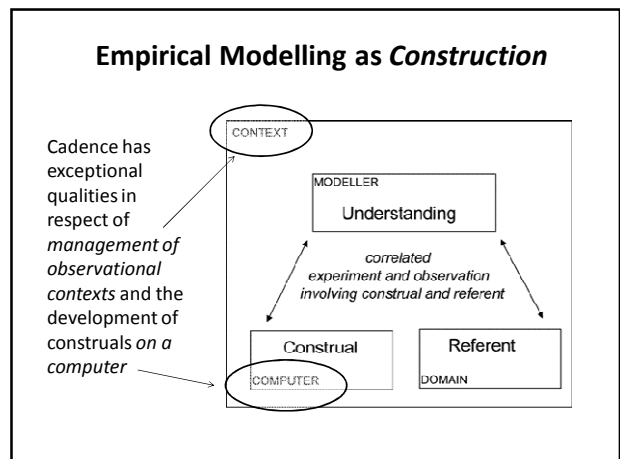 Empirical Modelling as Construction
Cadence has
exceptional
qualities in
respect of
management of
observational
contexts and the
development of
construals on a
computer
CONTEXT
MODELLER
Understanding
correlated
experiment and observation
involving construal and referent
Construal
COMPUTER
Referent
DOMAIN